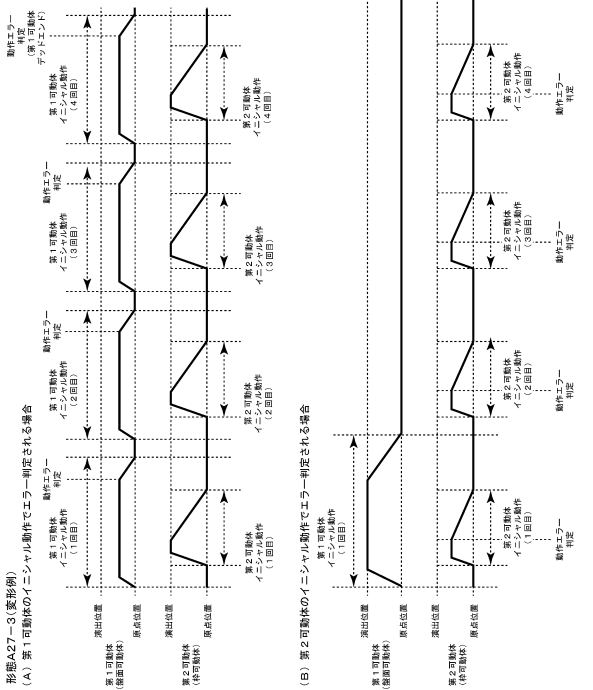 形態A27－3(変形例)
(A) 第1可動体のイニシャル動作でエラー判定される場合
第1可動体
イニシャル動作
(1回目)
動作エラー
判定
第1可動体
イニシャル動作
(2回目)
動作エラー
判定
第1可動体
イニシャル動作
(3回目)
動作エラー
判定
第1可動体
イニシャル動作
(4回目)
動作エラー
判定
(第1可動体
デッドエンド)
第1可動体
(盤面可動体)
演出位置
原点位置
第2可動体
(枠可動体)
演出位置
原点位置
第2可動体
イニシャル動作
(1回目)
第2可動体
イニシャル動作
(2回目)
第2可動体
イニシャル動作
(3回目)
第2可動体
イニシャル動作
(4回目)
(B) 第2可動体のイニシャル動作でエラー判定される場合
第1可動体
イニシャル動作
(1回目)
第1可動体
(盤面可動体)
演出位置
原点位置
第2可動体
(枠可動体)
演出位置
原点位置
第2可動体
イニシャル動作
(1回目)
動作エラー
判定
第2可動体
イニシャル動作
(2回目)
動作エラー
判定
第2可動体
イニシャル動作
(3回目)
動作エラー
判定
第2可動体
イニシャル動作
(4回目)
動作エラー
判定